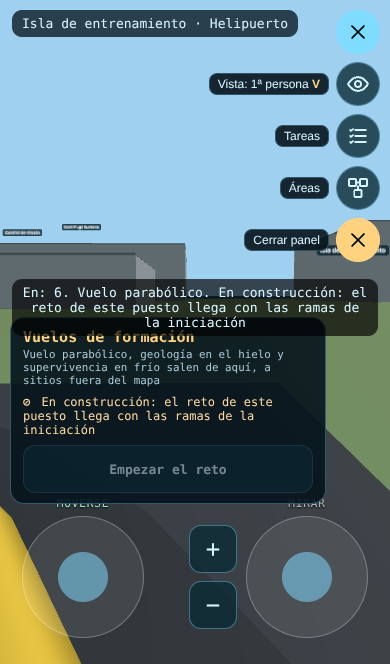 Isla de entrenamiento · Helipuerto
Vista: 1ª persona V
Tareas
Áreas
Cerrar panel
En: 6. Vuelo parabólico. En construcción: el
reto de este puesto llega con las ramas de
la iniciación
Vuelos de formación
Vuelo parabólico, geología en el hielo y
supervivencia en frío salen de aquí, a
sitios fuera del mapa
⊘ En construcción: el reto de este
puesto llega con las ramas de la
iniciación
Empezar el reto
MOVERSE
MIRAR
+
−